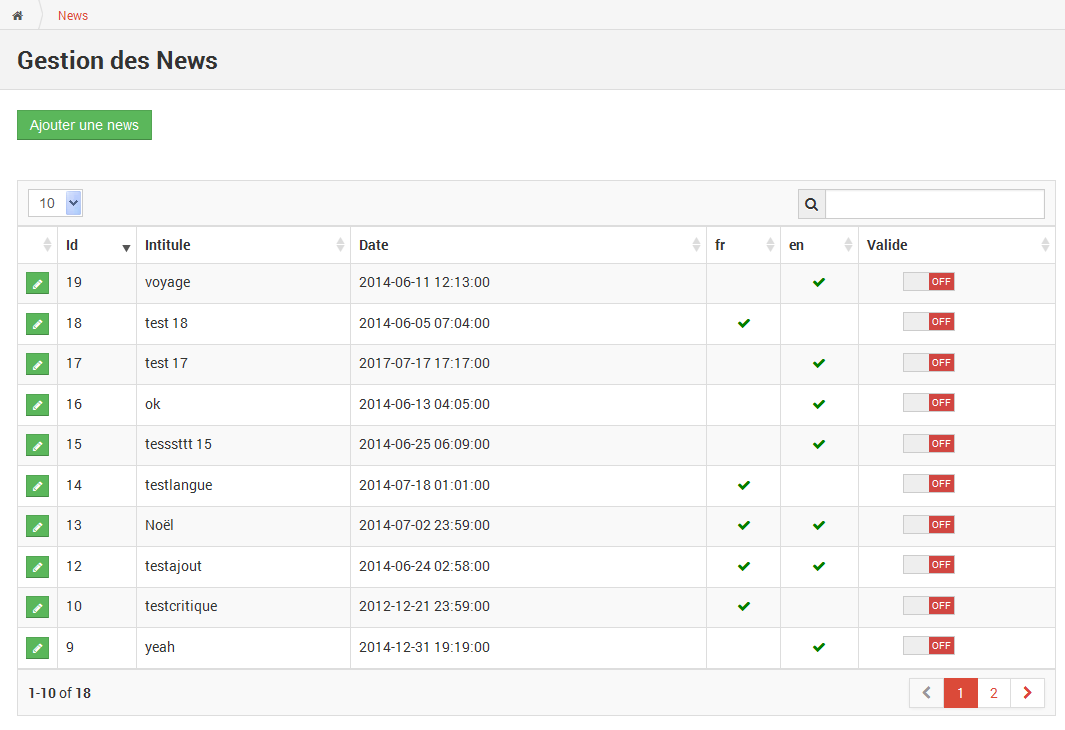 News
Gestion des News
Ajouter une news
10
Id Intitule Date fr en Valide
19 voyage 2014-06-11 12:13:00 OFF
18 test 18 2014-06-05 07:04:00 OFF
17 test 17 2017-07-17 17:17:00 OFF
16 ok 2014-06-13 04:05:00 OFF
15 tesssttt 15 2014-06-25 06:09:00 OFF
14 testlangue 2014-07-18 01:01:00 OFF
13 Noël 2014-07-02 23:59:00 OFF
12 testajout 2014-06-24 02:58:00 OFF
10 testcritique 2012-12-21 23:59:00 OFF
9 yeah 2014-12-31 19:19:00 OFF
1-10 of 18 1 2